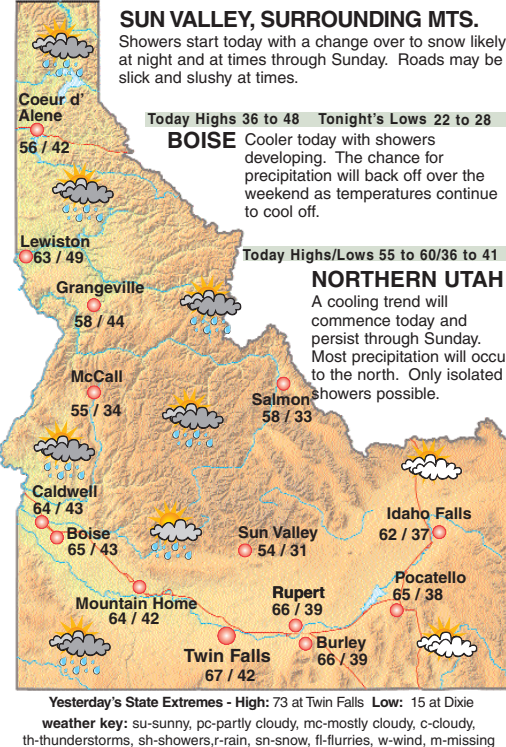 SUN VALLEY, SURROUNDING MTS.
Showers start today with a change over to snow likely
at night and at times through Sunday. Roads may be
slick and slushy at times.
Today Highs 36 to 48 Tonight's Lows 22 to 28
BOISE
Cooler today with showers
developing. The chance for
precipitation will back off over the
weekend as temperatures continue
to cool off.
Today Highs/Lows 55 to 60/36 to 41
NORTHERN UTAH
A cooling trend will
commence today and
persist through Sunday.
Most precipitation will occu
to the north. Only isolated
showers possible.
Coeur d'
Alene
56 / 42
Lewiston
63 / 49
Grangeville
58 / 44
McCall
55 / 34
Salmon
58 / 33
Caldwell
64 / 43
Boise
65 / 43
Sun Valley
54 / 31
Idaho Falls
62 / 37
Pocatello
65 / 38
Mountain Home
64 / 42
Rupert
66 / 39
Burley
66 / 39
Twin Falls
67 / 42
Yesterday's State Extremes - High: 73 at Twin Falls Low: 15 at Dixie
weather key: su-sunny, pc-partly cloudy, mc-mostly cloudy, c-cloudy,
th-thunderstorms, sh-showers,r-rain, sn-snow, fl-flurries, w-wind, m-missing